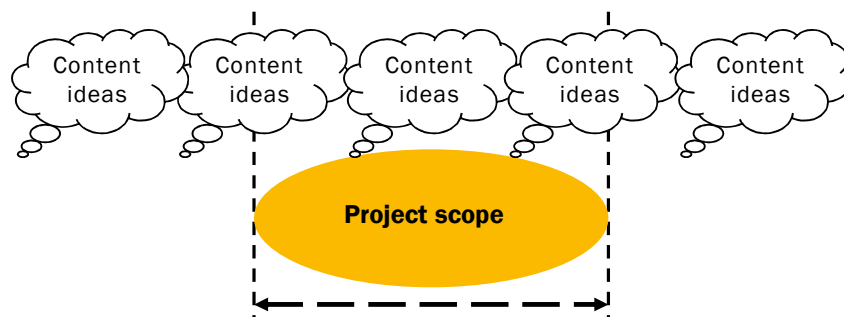 Content
ideas
Content
ideas
Content
ideas
Content
ideas
Content
ideas
Project scope